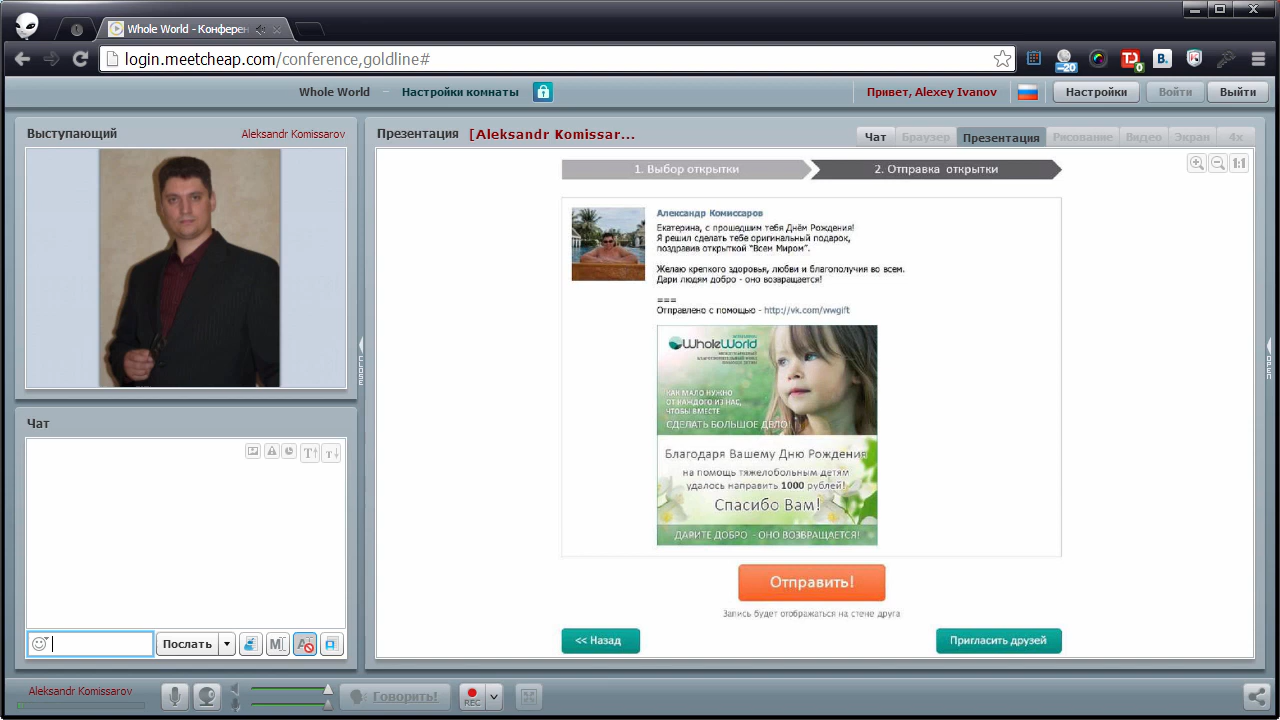 Whole World - Конферен
login.meetcheap.com/conference,goldline#
-20
0
B.
Whole World
Настройки комнаты
Привет, Alexey Ivanov
Настройки
Войти
Выйти
Выступающий
Aleksandr Komissarov
Презентация
[Aleksandr Komissar...
Чат
Браузер
Презентация
Рисование
Видео
Экран
4x
1:1
1. Выбор открытки
2. Отправка открытки
Александр Комиссаров
Екатерина, с прошедшим тебя Днём Рождения!
Я решил сделать тебе оригинальный подарок,
поздравив открыткой "Всем Миром".
Желаю крепкого здоровья, любви и благополучия во всем.
Дари людям добро - оно возвращается!
===
Отправлено с помощью - http://vk.com/wwgift
WholeWorld
КАК МАЛО НУЖНО
ОТ КАЖДОГО ИЗ НАС,
ЧТОБЫ ВМЕСТЕ
СДЕЛАТЬ БОЛЬШОЕ ДЕЛО!
Благодаря Вашему Дню Рождения
на помощь тяжелобольным детям
удалось направить 1000 рублей!
Спасибо Вам!
ДАРИТЕ ДОБРО - ОНО ВОЗВРАЩАЕТСЯ!
Отправить!
Запись будет отображаться на стене друга
<< Назад
Пригласить друзей
CLOSE
OPEN
Чат
T
T
Послать
M
Aleksandr Komissarov
Говорить!
REC